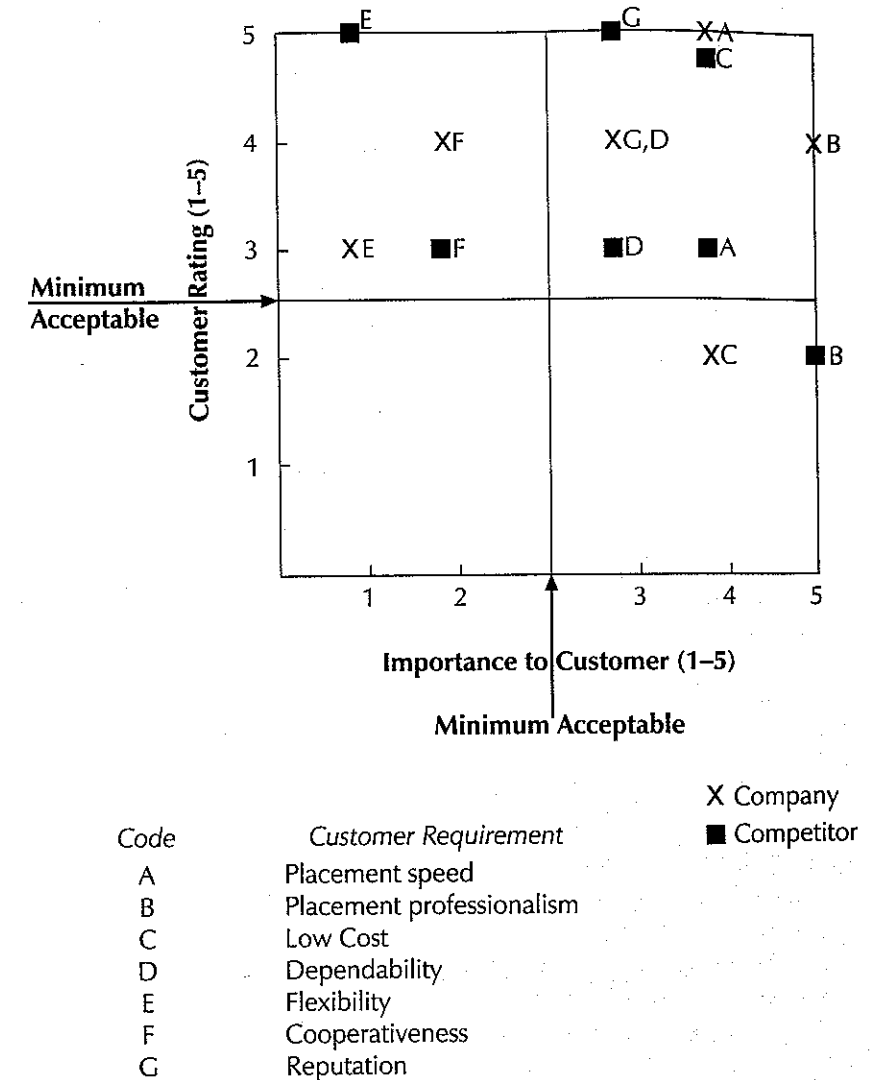 E
G
5
X A
C
4
XF
XG,D
X B
Customer Rating (1–5)
3
XE
F
D
A
Minimum
Acceptable
2
XC
B
1
1 2 3 4 5
Importance to Customer (1–5)
Minimum Acceptable
X Company
Competitor
Code Customer Requirement
A Placement speed
B Placement professionalism
C Low Cost
D Dependability
E Flexibility
F Cooperativeness
G Reputation